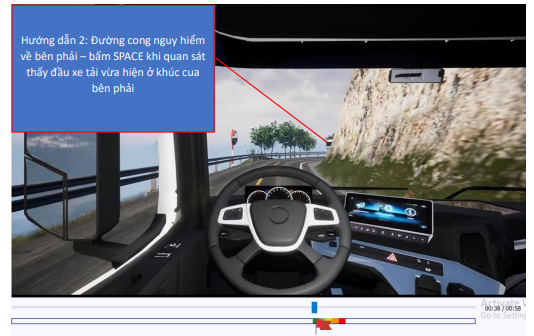 Hướng dẫn 2: Đường cong nguy hiểm
về bên phải – bấm SPACE khi quan sát
thấy đầu xe tải vừa hiện ở khúc cua
bên phải
Activate
00:38 / 00:58
Go to Setting